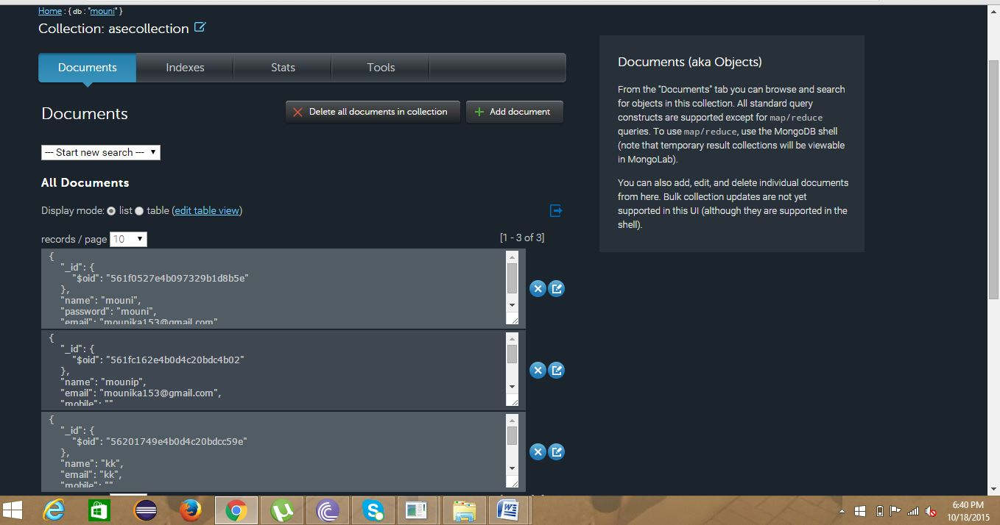 Home : { db : "mouni" }
Collection: asecollection
Documents
Indexes
Stats
Tools
Documents
Delete all documents in collection
Add document
--- Start new search ---
All Documents
Display mode: list table (edit table view)
records / page 10
[1 - 3 of 3]
{
"_id": {
"$oid": "561f0527e4b097329b1d8b5e"
},
"name": "mouni",
"password": "mouni",
"email": "mounika153@gmail.com"
{
"_id": {
"$oid": "561fc162e4b0d4c20bdc4b02"
},
"name": "mounip",
"email": "mounika153@gmail.com",
"mobile": ""
{
"_id": {
"$oid": "56201749e4b0d4c20bdcc59e"
},
"name": "kk",
"email": "kk",
"mobile": ""
Documents (aka Objects)
From the "Documents" tab you can browse and search
for objects in this collection. All standard query
constructs are supported except for map/reduce
queries. To use map/reduce, use the MongoDB shell
(note that temporary result collections will be viewable
in MongoLab).
You can also add, edit, and delete individual documents
from here. Bulk collection updates are not yet
supported in this UI (although they are supported in the
shell).
6:40 PM
10/18/2015